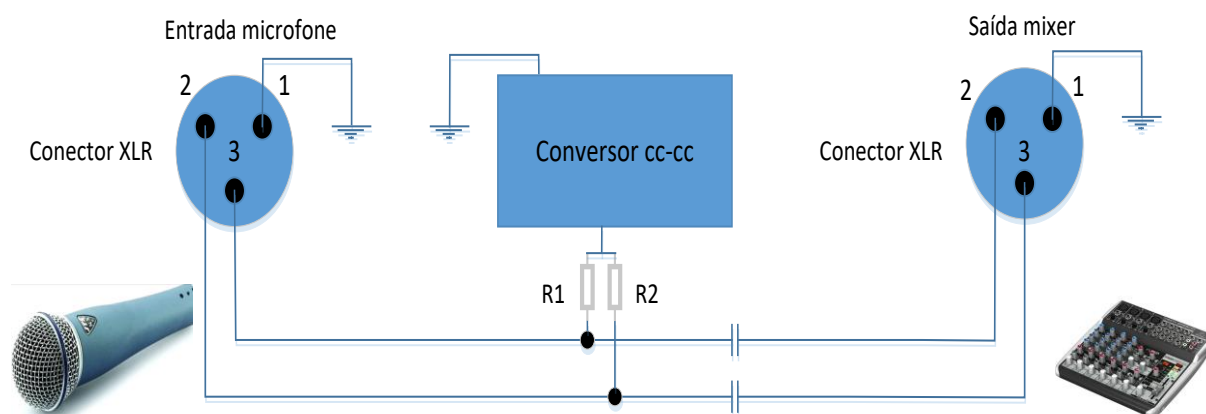 Entrada microfone
Saída mixer
2 1
3
Conector XLR
Conversor cc-cc
2 1
3
Conector XLR
R1 R2